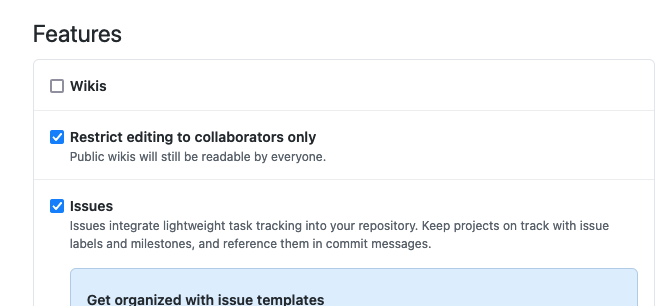 Features
Wikis
Restrict editing to collaborators only
Public wikis will still be readable by everyone.
Issues
Issues integrate lightweight task tracking into your repository. Keep projects on track with issue
labels and milestones, and reference them in commit messages.
Get organized with issue templates